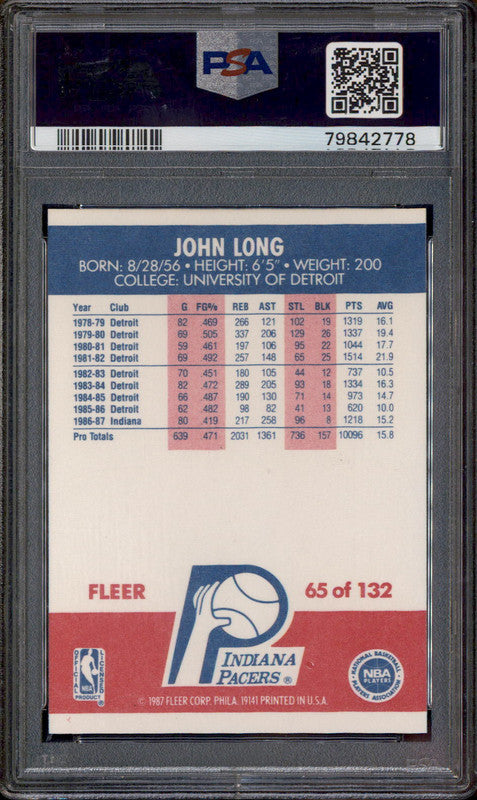 PSA
79842778
JOHN LONG
BORN: 8/28/56 • HEIGHT: 6'5" • WEIGHT: 200
COLLEGE: UNIVERSITY OF DETROIT
Year Club G FG% REB AST STL BLK PTS AVG
1978-79 Detroit 82 .469 266 121 102 19 1319 16.1
1979-80 Detroit 69 .505 337 206 129 26 1337 19.4
1980-81 Detroit 59 .461 197 106 95 22 1044 17.7
1981-82 Detroit 69 .492 257 148 65 25 1514 21.9
1982-83 Detroit 70 .451 180 105 44 12 737 10.5
1983-84 Detroit 82 .472 289 205 93 18 1334 16.3
1984-85 Detroit 66 .487 190 130 71 14 973 14.7
1985-86 Detroit 62 .482 98 82 41 13 620 10.0
1986-87 Indiana 80 .419 217 258 96 8 1218 15.2
Pro Totals 639 .471 2031 1361 736 157 10096 15.8
FLEER 65 of 132
INDIANA
PACERS ®
OFFICIAL LICENSED
NBA
PRODUCT
NATIONAL BASKETBALL
NBA
PLAYERS
PLAYERS ASSOCIATION
© 1987 FLEER CORP. PHILA. 19141 PRINTED IN U.S.A.